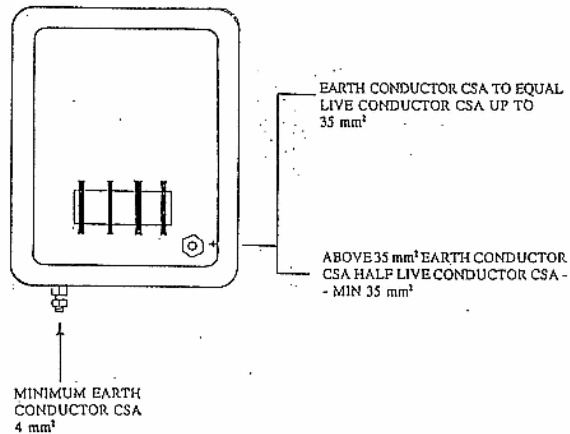 EARTH CONDUCTOR CSA TO EQUAL
LIVE CONDUCTOR CSA UP TO
35 mm²
ABOVE 35 mm² EARTH CONDUCTOR
CSA HALF LIVE CONDUCTOR CSA -
- MIN 35 mm²
MINIMUM EARTH
CONDUCTOR CSA
4 mm²